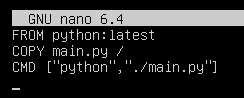 GNU nano 6.4
FROM python:latest
COPY main.py /
CMD ["python","./main.py"]